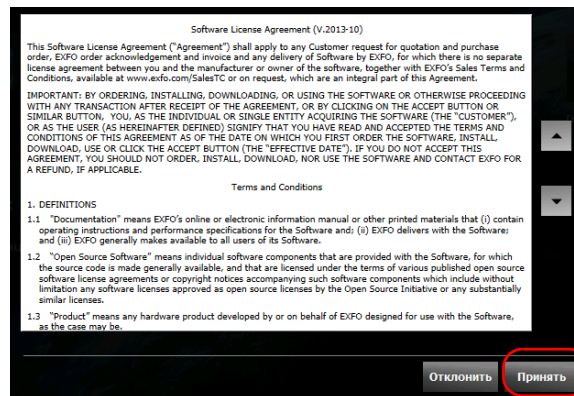 Software License Agreement (V.2013-10)
This Software License Agreement ("Agreement") shall apply to any Customer request for quotation and purchase
order, EXFO order acknowledgement and invoice and any delivery of Software by EXFO, for which there is no separate
license agreement between you and the manufacturer or owner of the software, together with EXFO's Sales Terms and
Conditions, available at www.exfo.com/SalesTC or on request, which are an integral part of this Agreement.
IMPORTANT: BY ORDERING, INSTALLING, DOWNLOADING, OR USING THE SOFTWARE OR OTHERWISE PROCEEDING
WITH ANY TRANSACTION AFTER RECEIPT OF THE AGREEMENT, OR BY CLICKING ON THE ACCEPT BUTTON OR
SIMILAR BUTTON, YOU, AS THE INDIVIDUAL OR SINGLE ENTITY ACQUIRING THE SOFTWARE (THE "CUSTOMER"),
OR AS THE USER (AS HEREINAFTER DEFINED) SIGNIFY THAT YOU HAVE READ AND ACCEPTED THE TERMS AND
CONDITIONS OF THIS AGREEMENT AS OF THE DATE ON WHICH YOU FIRST ORDER THE SOFTWARE, INSTALL,
DOWNLOAD, USE OR CLICK THE ACCEPT BUTTON (THE "EFFECTIVE DATE"). IF YOU DO NOT ACCEPT THIS
AGREEMENT, YOU SHOULD NOT ORDER, INSTALL, DOWNLOAD, NOR USE THE SOFTWARE AND CONTACT EXFO FOR
A REFUND, IF APPLICABLE.
Terms and Conditions
1. DEFINITIONS
1.1 "Documentation" means EXFO's online or electronic information manual or other printed materials that (i) contain
operating instructions and performance specifications for the Software and; (ii) EXFO delivers with the Software;
and (iii) EXFO generally makes available to all users of its Software.
1.2 "Open Source Software" means individual software components that are provided with the Software, for which
the source code is made generally available, and that are licensed under the terms of various published open source
software license agreements or copyright notices accompanying such software components which include without
limitation any software licenses approved as open source licenses by the Open Source Initiative or any substantially
similar licenses.
1.3 "Product" means any hardware product developed by or on behalf of EXFO designed for use with the Software,
as the case may be.
Отклонить Принять